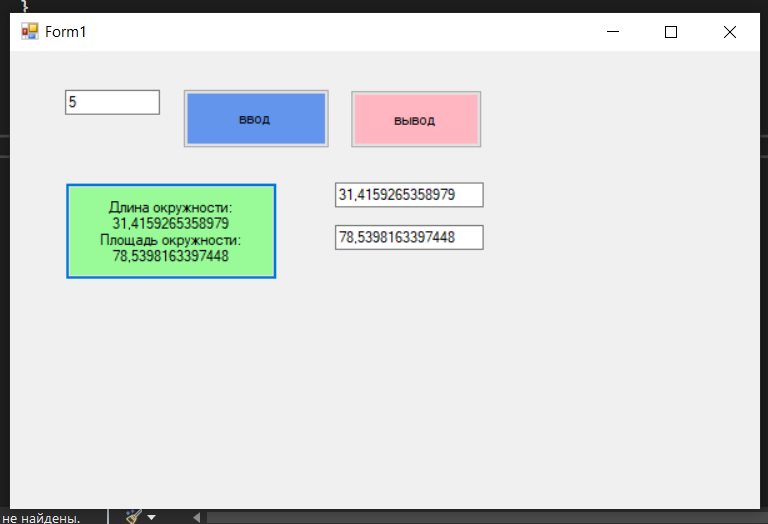 }
Form1
5
ввод
вывод
Длина окружности:
31,4159265358979
Площадь окружности:
78,5398163397448
31,4159265358979
78,5398163397448
не найдены.